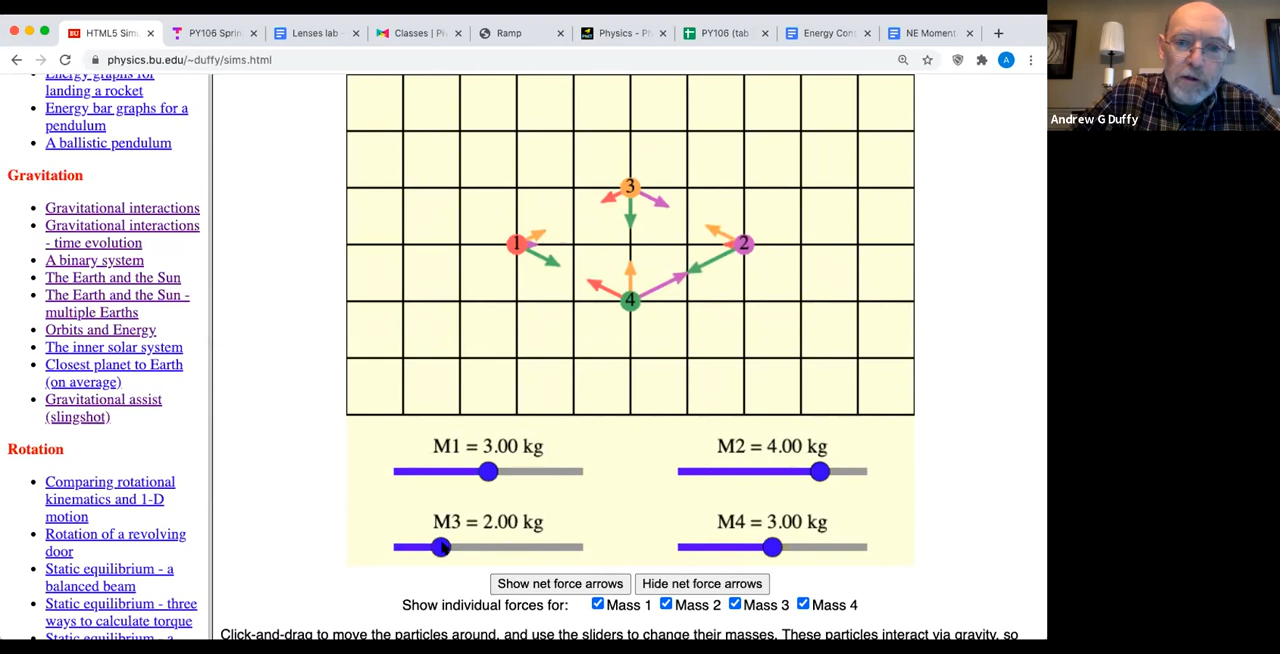 HTML5 Sim
PY106 Sprin
Lenses lab -
Classes | Pi
Ramp
Physics - Ph
PY106 (tab
Energy Con
NE Moment
physics.bu.edu/~duffy/sims.html
A
Andrew G Duffy
Energy graphs for
landing a rocket
Energy bar graphs for a
pendulum
A ballistic pendulum
Gravitation
Gravitational interactions
Gravitational interactions
- time evolution
A binary system
The Earth and the Sun
The Earth and the Sun -
multiple Earths
Orbits and Energy
The inner solar system
Closest planet to Earth
(on average)
Gravitational assist
(slingshot)
Rotation
Comparing rotational
kinematics and 1-D
motion
Rotation of a revolving
door
Static equilibrium - a
balanced beam
Static equilibrium - three
ways to calculate torque
Static equilibrium - a
3
1
2
4
M1 = 3.00 kg
M2 = 4.00 kg
M3 = 2.00 kg
M4 = 3.00 kg
Show net force arrows
Hide net force arrows
Show individual forces for: Mass 1 Mass 2 Mass 3 Mass 4
Click-and-drag to move the particles around, and use the sliders to change their masses. These particles interact via gravity, so